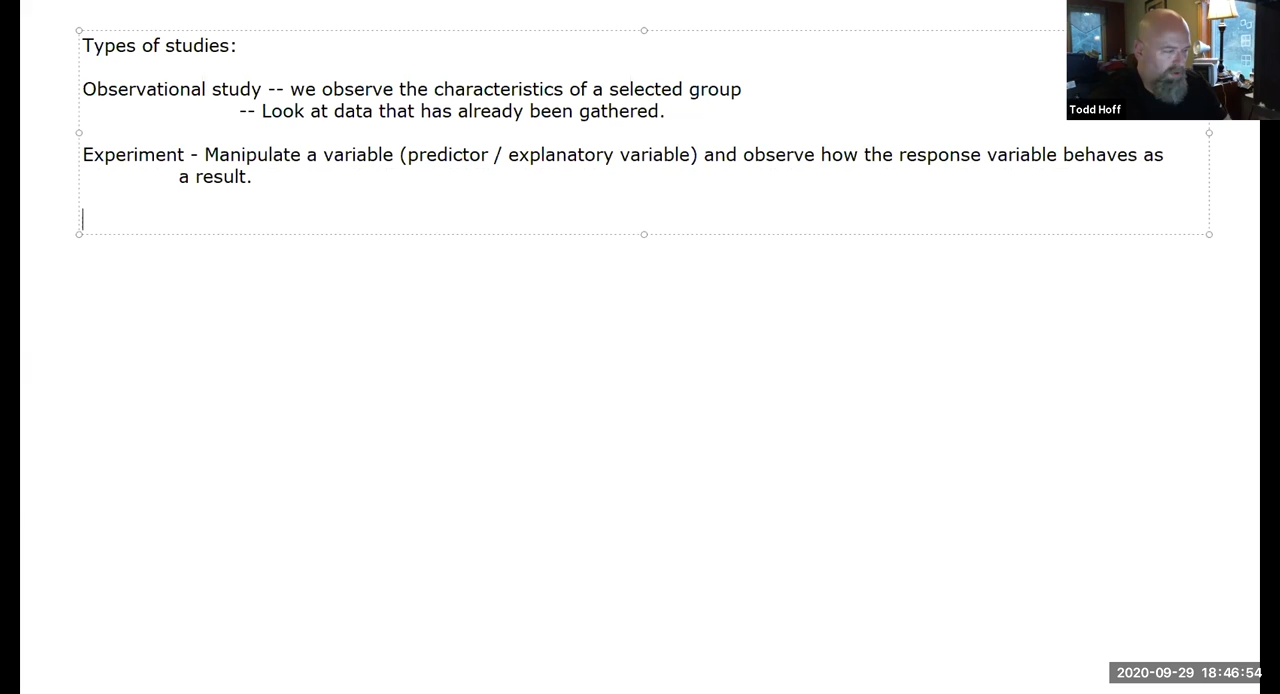 Types of studies:
Observational study -- we observe the characteristics of a selected group
-- Look at data that has already been gathered.
Experiment - Manipulate a variable (predictor / explanatory variable) and observe how the response variable behaves as
a result.
Todd Hoff
2020-09-29 18:46:54